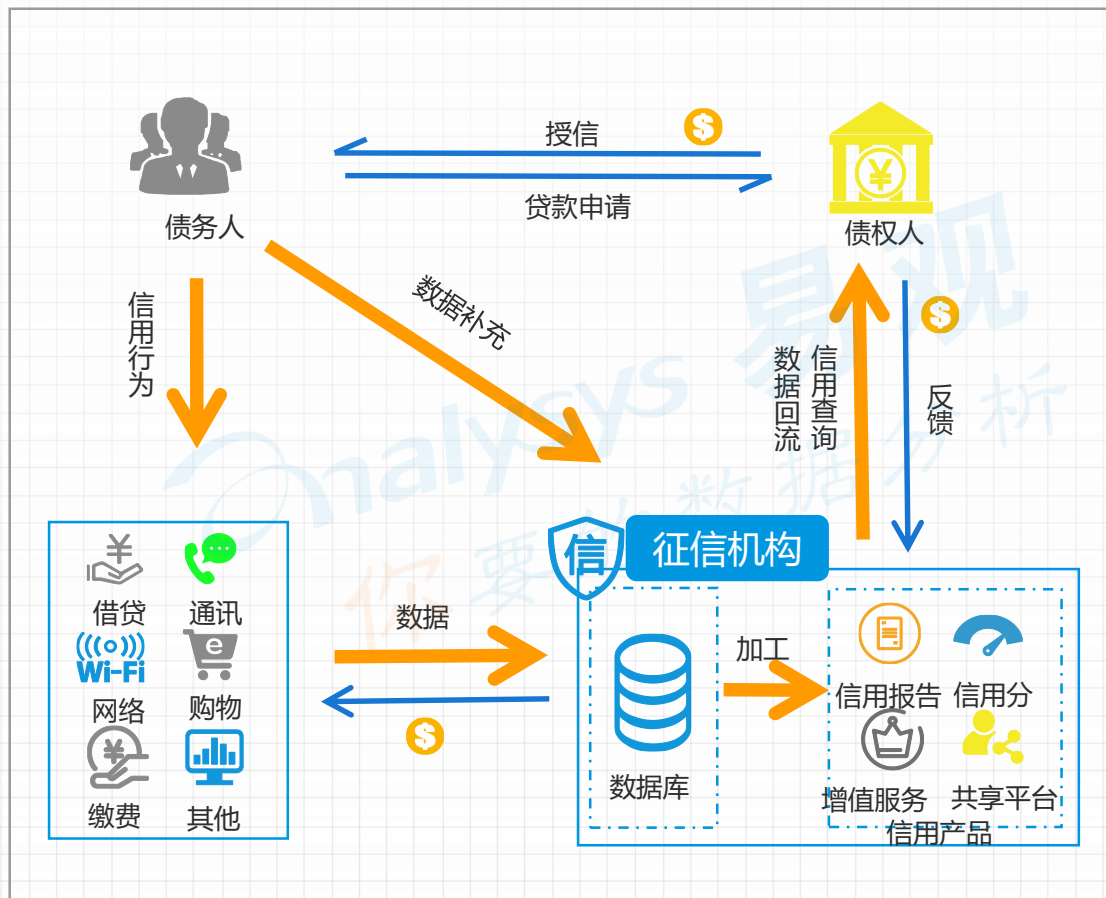 授信
贷款申请
债务人
债权人
信用行为
数据补充
数据回流
信用查询
反馈
analysys 易观
你要的数据分析
借贷
通讯
Wi-Fi
网络
e
购物
缴费
其他
数据
信
征信机构
数据库
加工
信用报告
信用分
增值服务
共享平台
信用产品